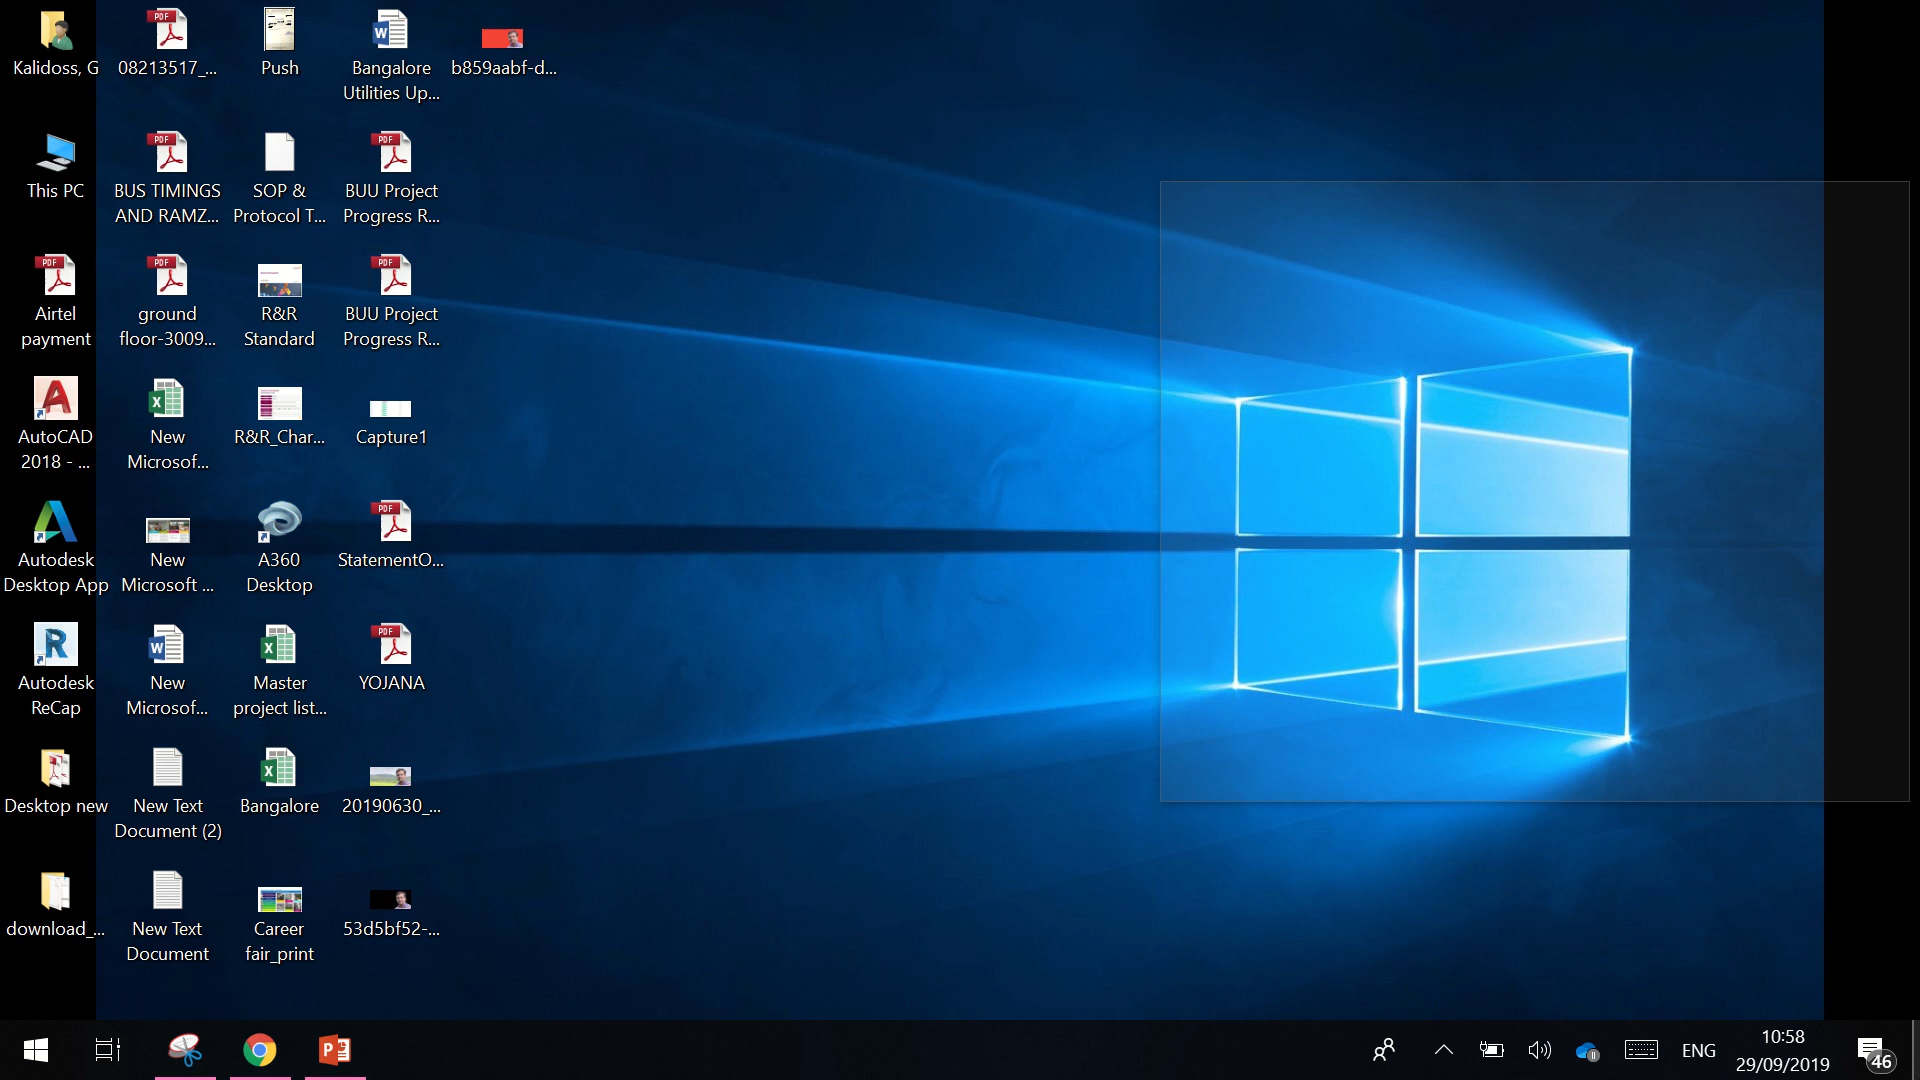 Kalidoss, G
08213517_...
Push
Bangalore
Utilities Up...
b859aabf-d...
This PC
BUS TIMINGS
AND RAMZ...
SOP &
Protocol T...
BUU Project
Progress R...
Airtel
payment
ground
floor-3009...
R&R
Standard
BUU Project
Progress R...
AutoCAD
2018 - ...
New
Microsof...
R&R_Char...
Capture1
Autodesk
Desktop App
New
Microsoft ...
A360
Desktop
StatementO...
Autodesk
ReCap
New
Microsof...
Master
project list...
YOJANA
Desktop new
New Text
Document (2)
Bangalore
20190630_...
download_...
New Text
Document
Career
fair_print
53d5bf52-...
ENG
10:58
29/09/2019
46